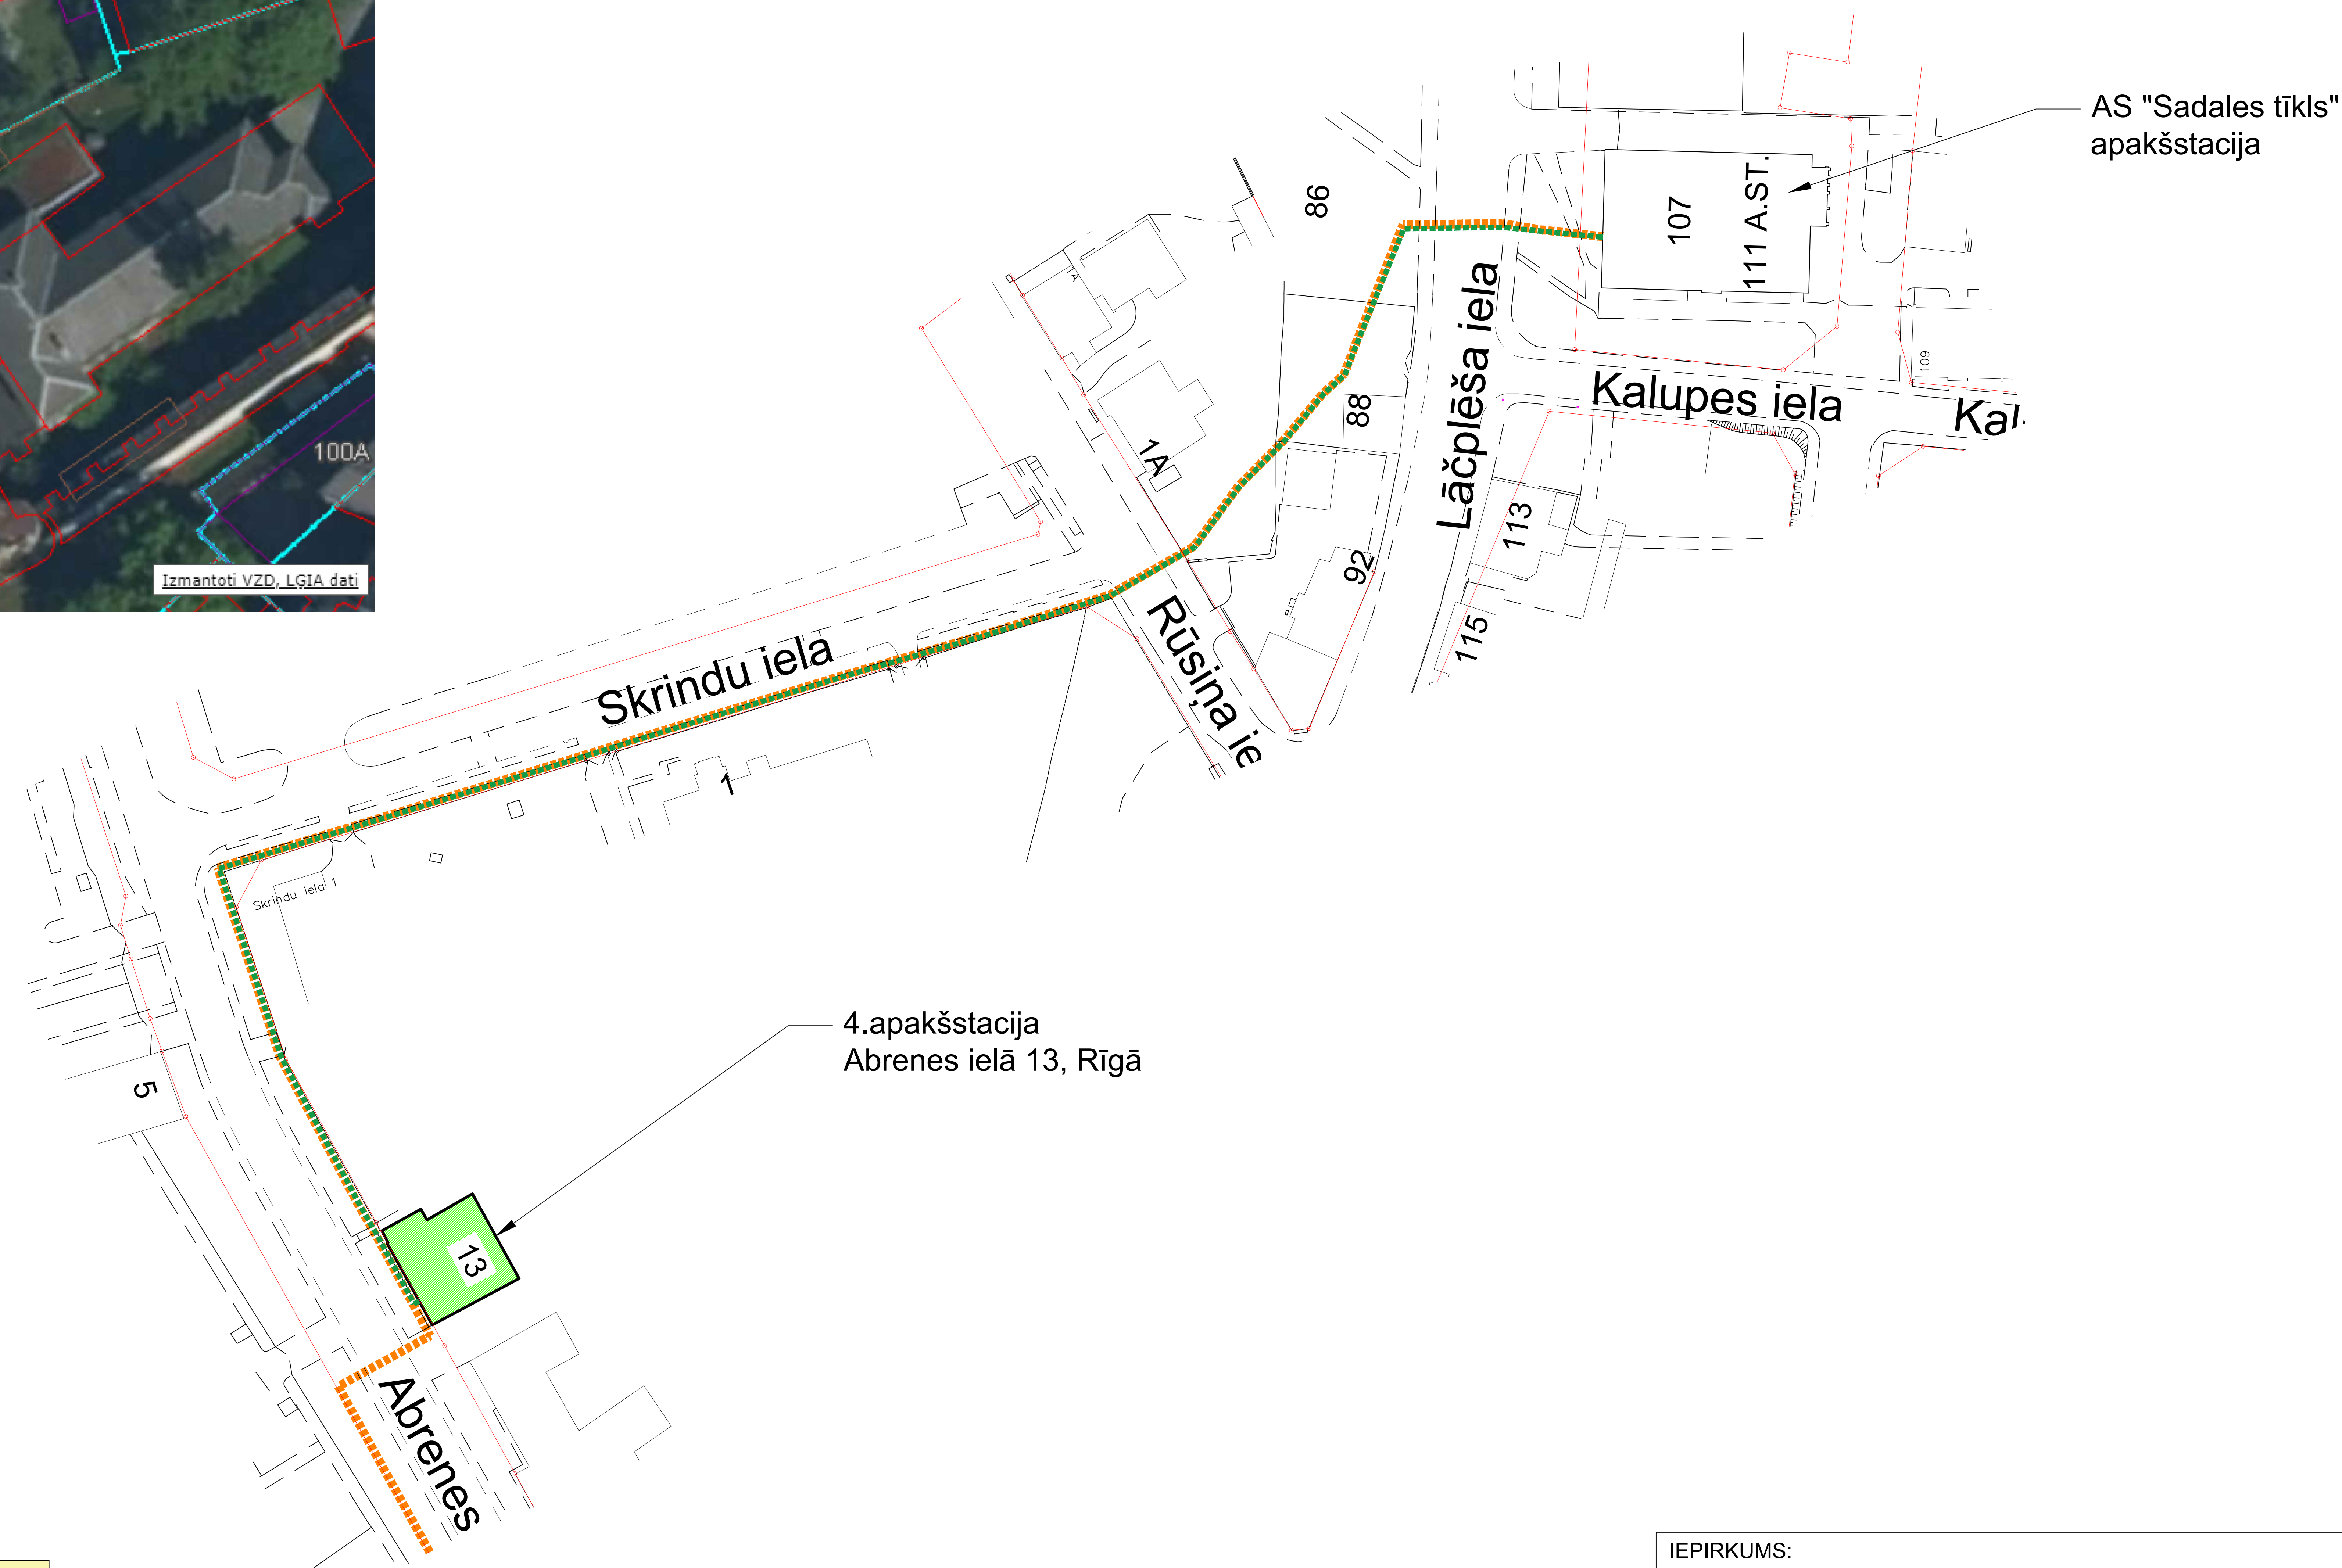 100A
Izmantoti VZD, LĢIA dati
AS "Sadales tīkls"
apakšstacija
86
107
111 A.ST.
Lāčplēša iela
Kalupes iela
109
1A
1A
88
92
113
115
Rūsiņa ie
Skrindu iela
1
Skrindu iela 1
5
4.apakšstacija
Abrenes ielā 13, Rīgā
13
Abrenes
IEPIRKUMS: